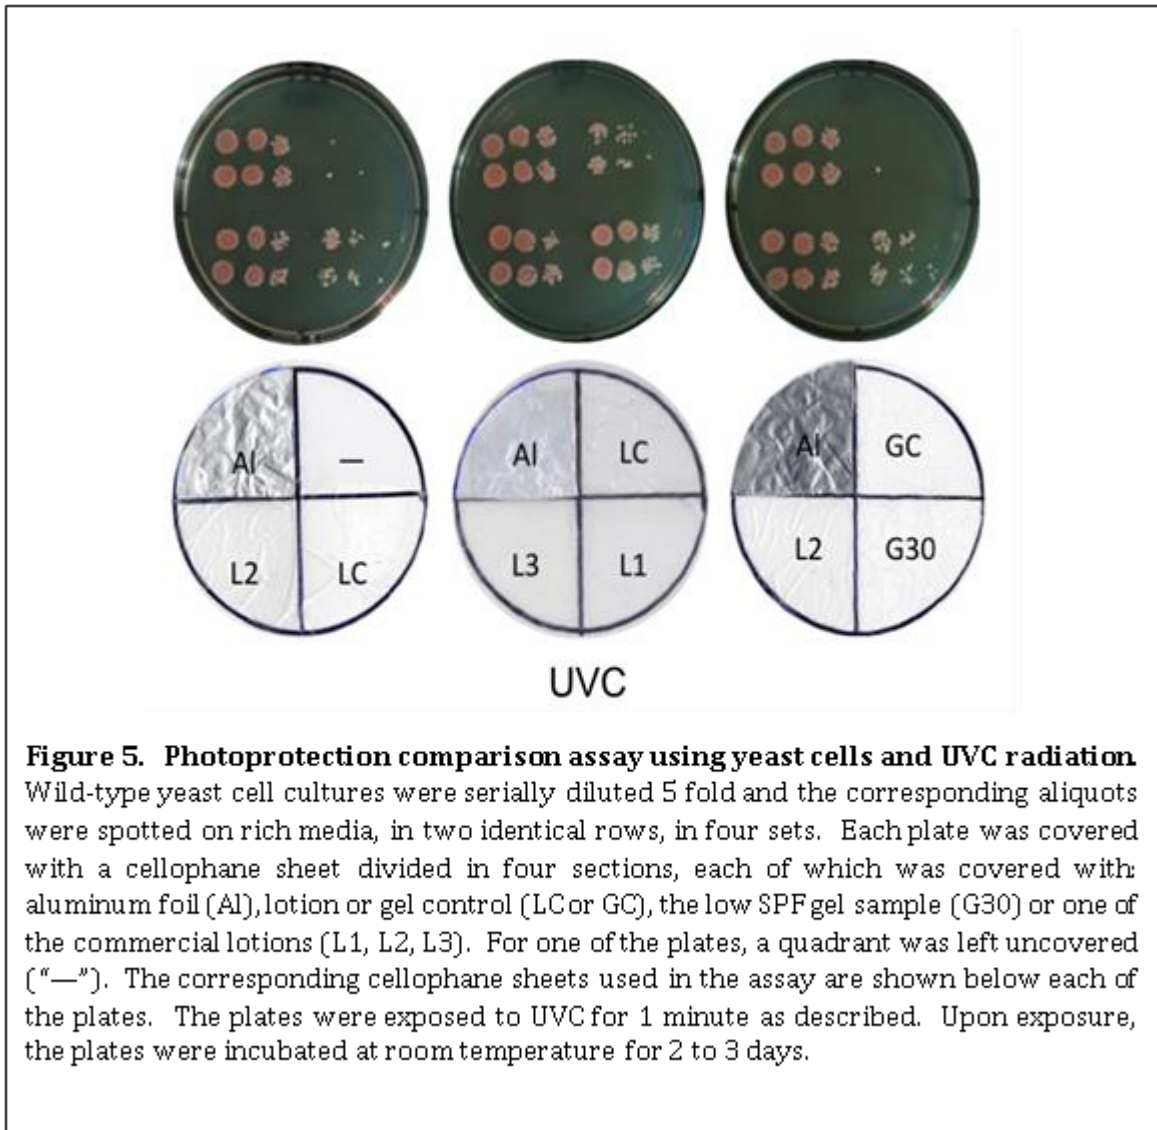 Al
—
L2
LC
Al
LC
L3
L1
Al
GC
L2
G30
UVC
Figure 5. Photoprotection comparison assay using yeast cells and UVC radiation.
Wild-type yeast cell cultures were serially diluted 5 fold and the corresponding aliquots
were spotted on rich media, in two identical rows, in four sets. Each plate was covered
with a cellophane sheet divided in four sections, each of which was covered with:
aluminum foil (Al), lotion or gel control (LC or GC), the low SPF gel sample (G30) or one of
the commercial lotions (L1, L2, L3). For one of the plates, a quadrant was left uncovered
(“—”). The corresponding cellophane sheets used in the assay are shown below each of
the plates. The plates were exposed to UVC for 1 minute as described. Upon exposure,
the plates were incubated at room temperature for 2 to 3 days.